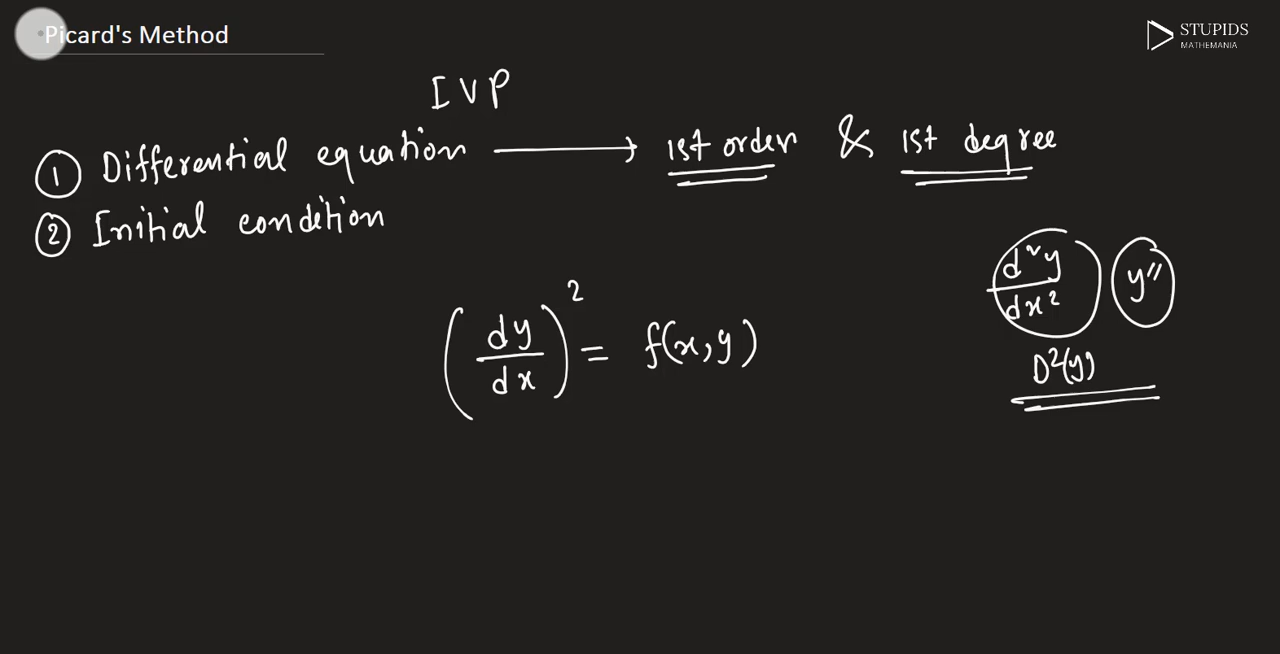 Picard's Method
STUPIDS
MATHEMANIA
IVP
① Differential equation ⟶ 1st order & 1st degree
② Initial condition
(dy/dx)² = f(x,y)
d²y/dx² y''
D²(y)